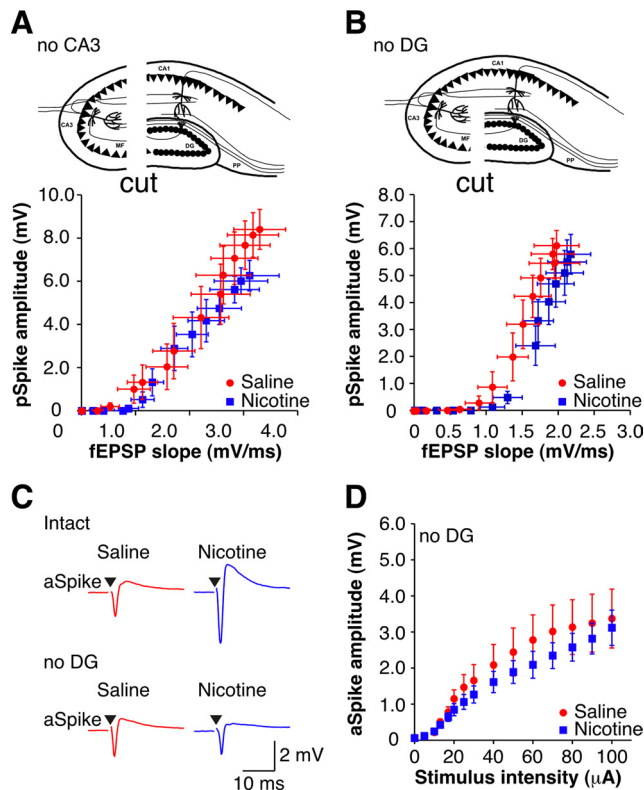 A
no CA3
CA1
CA3
MF
DG
PP
cut
pSpike amplitude (mV)
10.0
8.0
6.0
4.0
2.0
0
0
1.0
2.0
3.0
4.0
Saline
Nicotine
fEPSP slope (mV/ms)
B
no DG
CA1
CA3
MF
DG
PP
cut
pSpike amplitude (mV)
8.0
7.0
6.0
5.0
4.0
3.0
2.0
1.0
0
0
0.5
1.0
1.5
2.0
2.5
3.0
Saline
Nicotine
fEPSP slope (mV/ms)
C
Intact
Saline
Nicotine
aSpike
no DG
Saline
Nicotine
aSpike
2 mV
10 ms
D
no DG
aSpike amplitude (mV)
6.0
5.0
4.0
3.0
2.0
1.0
0
0
20
40
60
80
100
Saline
Nicotine
Stimulus intensity (µA)